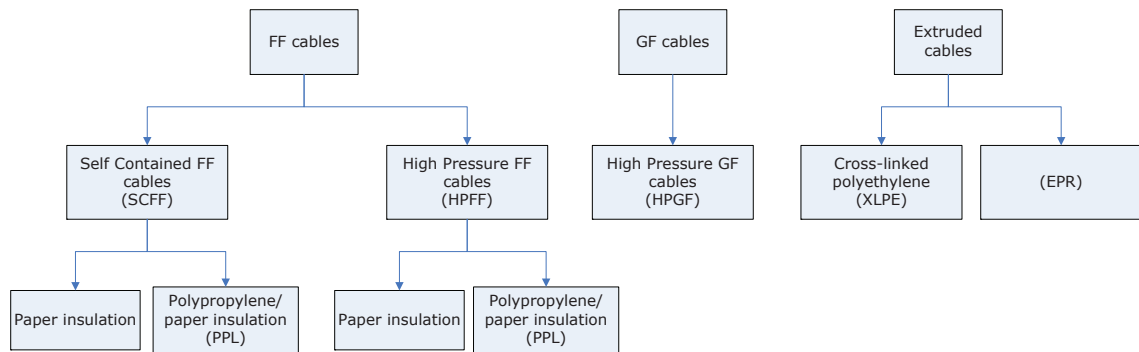 FF cables
GF cables
Extruded
cables
Self Contained FF
cables
(SCFF)
High Pressure FF
cables
(HPFF)
High Pressure GF
cables
(HPGF)
Cross-linked
polyethylene
(XLPE)
(EPR)
Paper insulation
Polypropylene/
paper insulation
(PPL)
Paper insulation
Polypropylene/
paper insulation
(PPL)